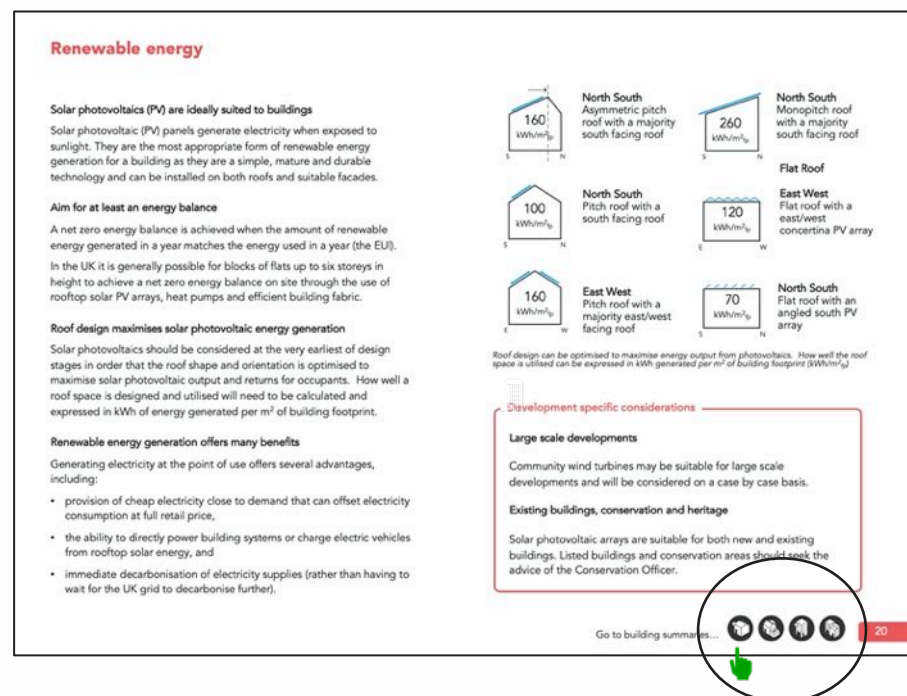 Renewable energy
Solar photovoltaics (PV) are ideally suited to buildings
Solar photovoltaic (PV) panels generate electricity when exposed to
sunlight. They are the most appropriate form of renewable energy
generation for a building as they are a simple, mature and durable
technology and can be installed on both roofs and suitable facades.
Aim for at least an energy balance
A net zero energy balance is achieved when the amount of renewable
energy generated in a year matches the energy used in a year (the EUI).
In the UK it is generally possible for blocks of flats up to six storeys in
height to achieve a net zero energy balance on site through the use of
rooftop solar PV arrays, heat pumps and efficient building fabric.
Roof design maximises solar photovoltaic energy generation
Solar photovoltaics should be considered at the very earliest of design
stages in order that the roof shape and orientation is optimised to
maximise solar photovoltaic output and returns for occupants. How well a
roof space is designed and utilised will need to be calculated and
expressed in kWh of energy generated per m² of building footprint.
Renewable energy generation offers many benefits
Generating electricity at the point of use offers several advantages,
including:
• provision of cheap electricity close to demand that can offset electricity
consumption at full retail price,
• the ability to directly power building systems or charge electric vehicles
from rooftop solar energy, and
• immediate decarbonisation of electricity supplies (rather than having to
wait for the UK grid to decarbonise further).
160
kWh/m²fp
S N
North South
Asymmetric pitch
roof with a majority
south facing roof
260
kWh/m²fp
S N
North South
Monopitch roof
with a majority
south facing roof
Flat Roof
100
kWh/m²fp
S N
North South
Pitch roof with a
south facing roof
120
kWh/m²fp
E W
East West
Flat roof with a
east/west
concertina PV array
160
kWh/m²fp
E W
East West
Pitch roof with a
majority east/west
facing roof
70
kWh/m²fp
S N
North South
Flat roof with an
angled south PV
array
Roof design can be optimised to maximise energy output from photovoltaics. How well the roof
space is utilised can be expressed in kWh generated per m² of building footprint (kWh/m²fp)
Development specific considerations
Large scale developments
Community wind turbines may be suitable for large scale
developments and will be considered on a case by case basis.
Existing buildings, conservation and heritage
Solar photovoltaic arrays are suitable for both new and existing
buildings. Listed buildings and conservation areas should seek the
advice of the Conservation Officer.
Go to building summaries...
20